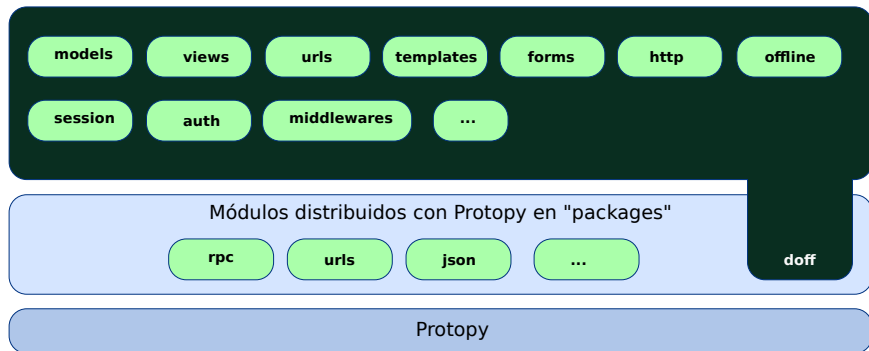 models views urls templates forms http offline
session auth middlewares ...
Módulos distribuidos con Protopy en "packages"
rpc urls json ... doff
Protopy